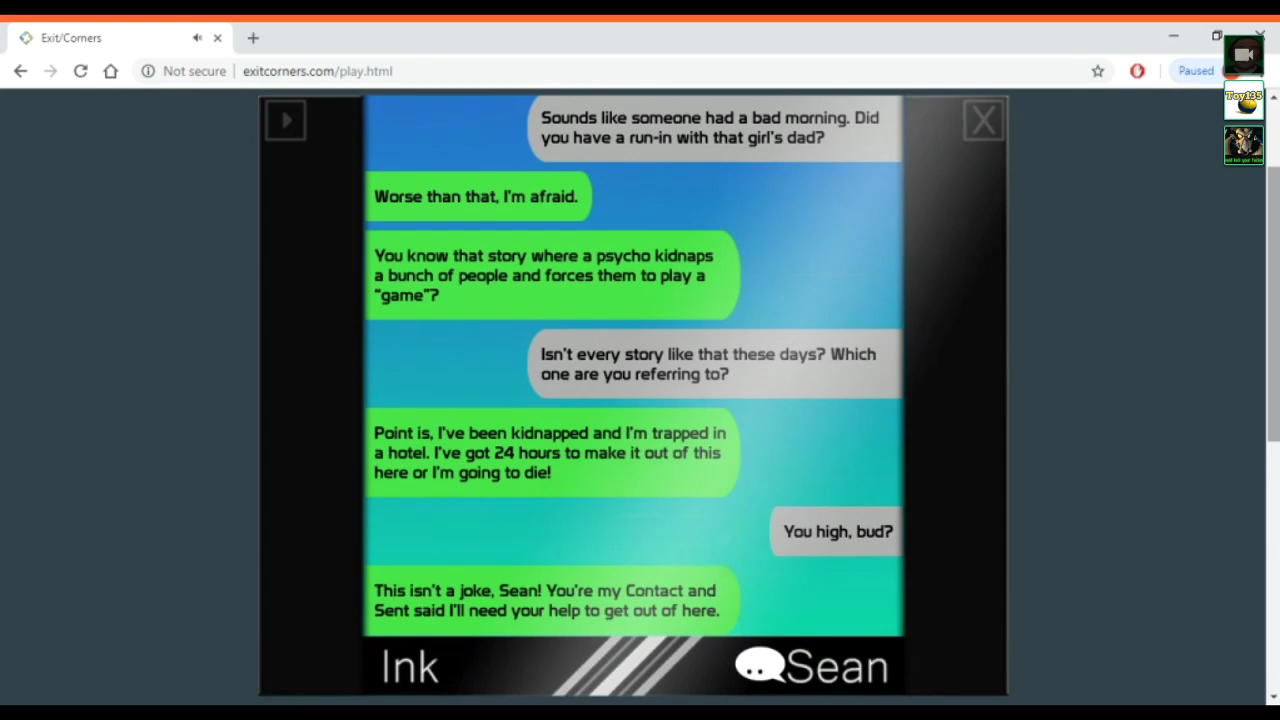 Exit/Corners
Not secure
exitcorners.com/play.html
Paused
Toy135
Sounds like someone had a bad morning. Did
you have a run-in with that girl's dad?
Worse than that, I'm afraid.
You know that story where a psycho kidnaps
a bunch of people and forces them to play a
"game"?
Isn't every story like that these days? Which
one are you referring to?
Point is, I've been kidnapped and I'm trapped in
a hotel. I've got 24 hours to make it out of this
here or I'm going to die!
You high, bud?
This isn't a joke, Sean! You're my Contact and
Sent said I'll need your help to get out of here.
Ink
Sean